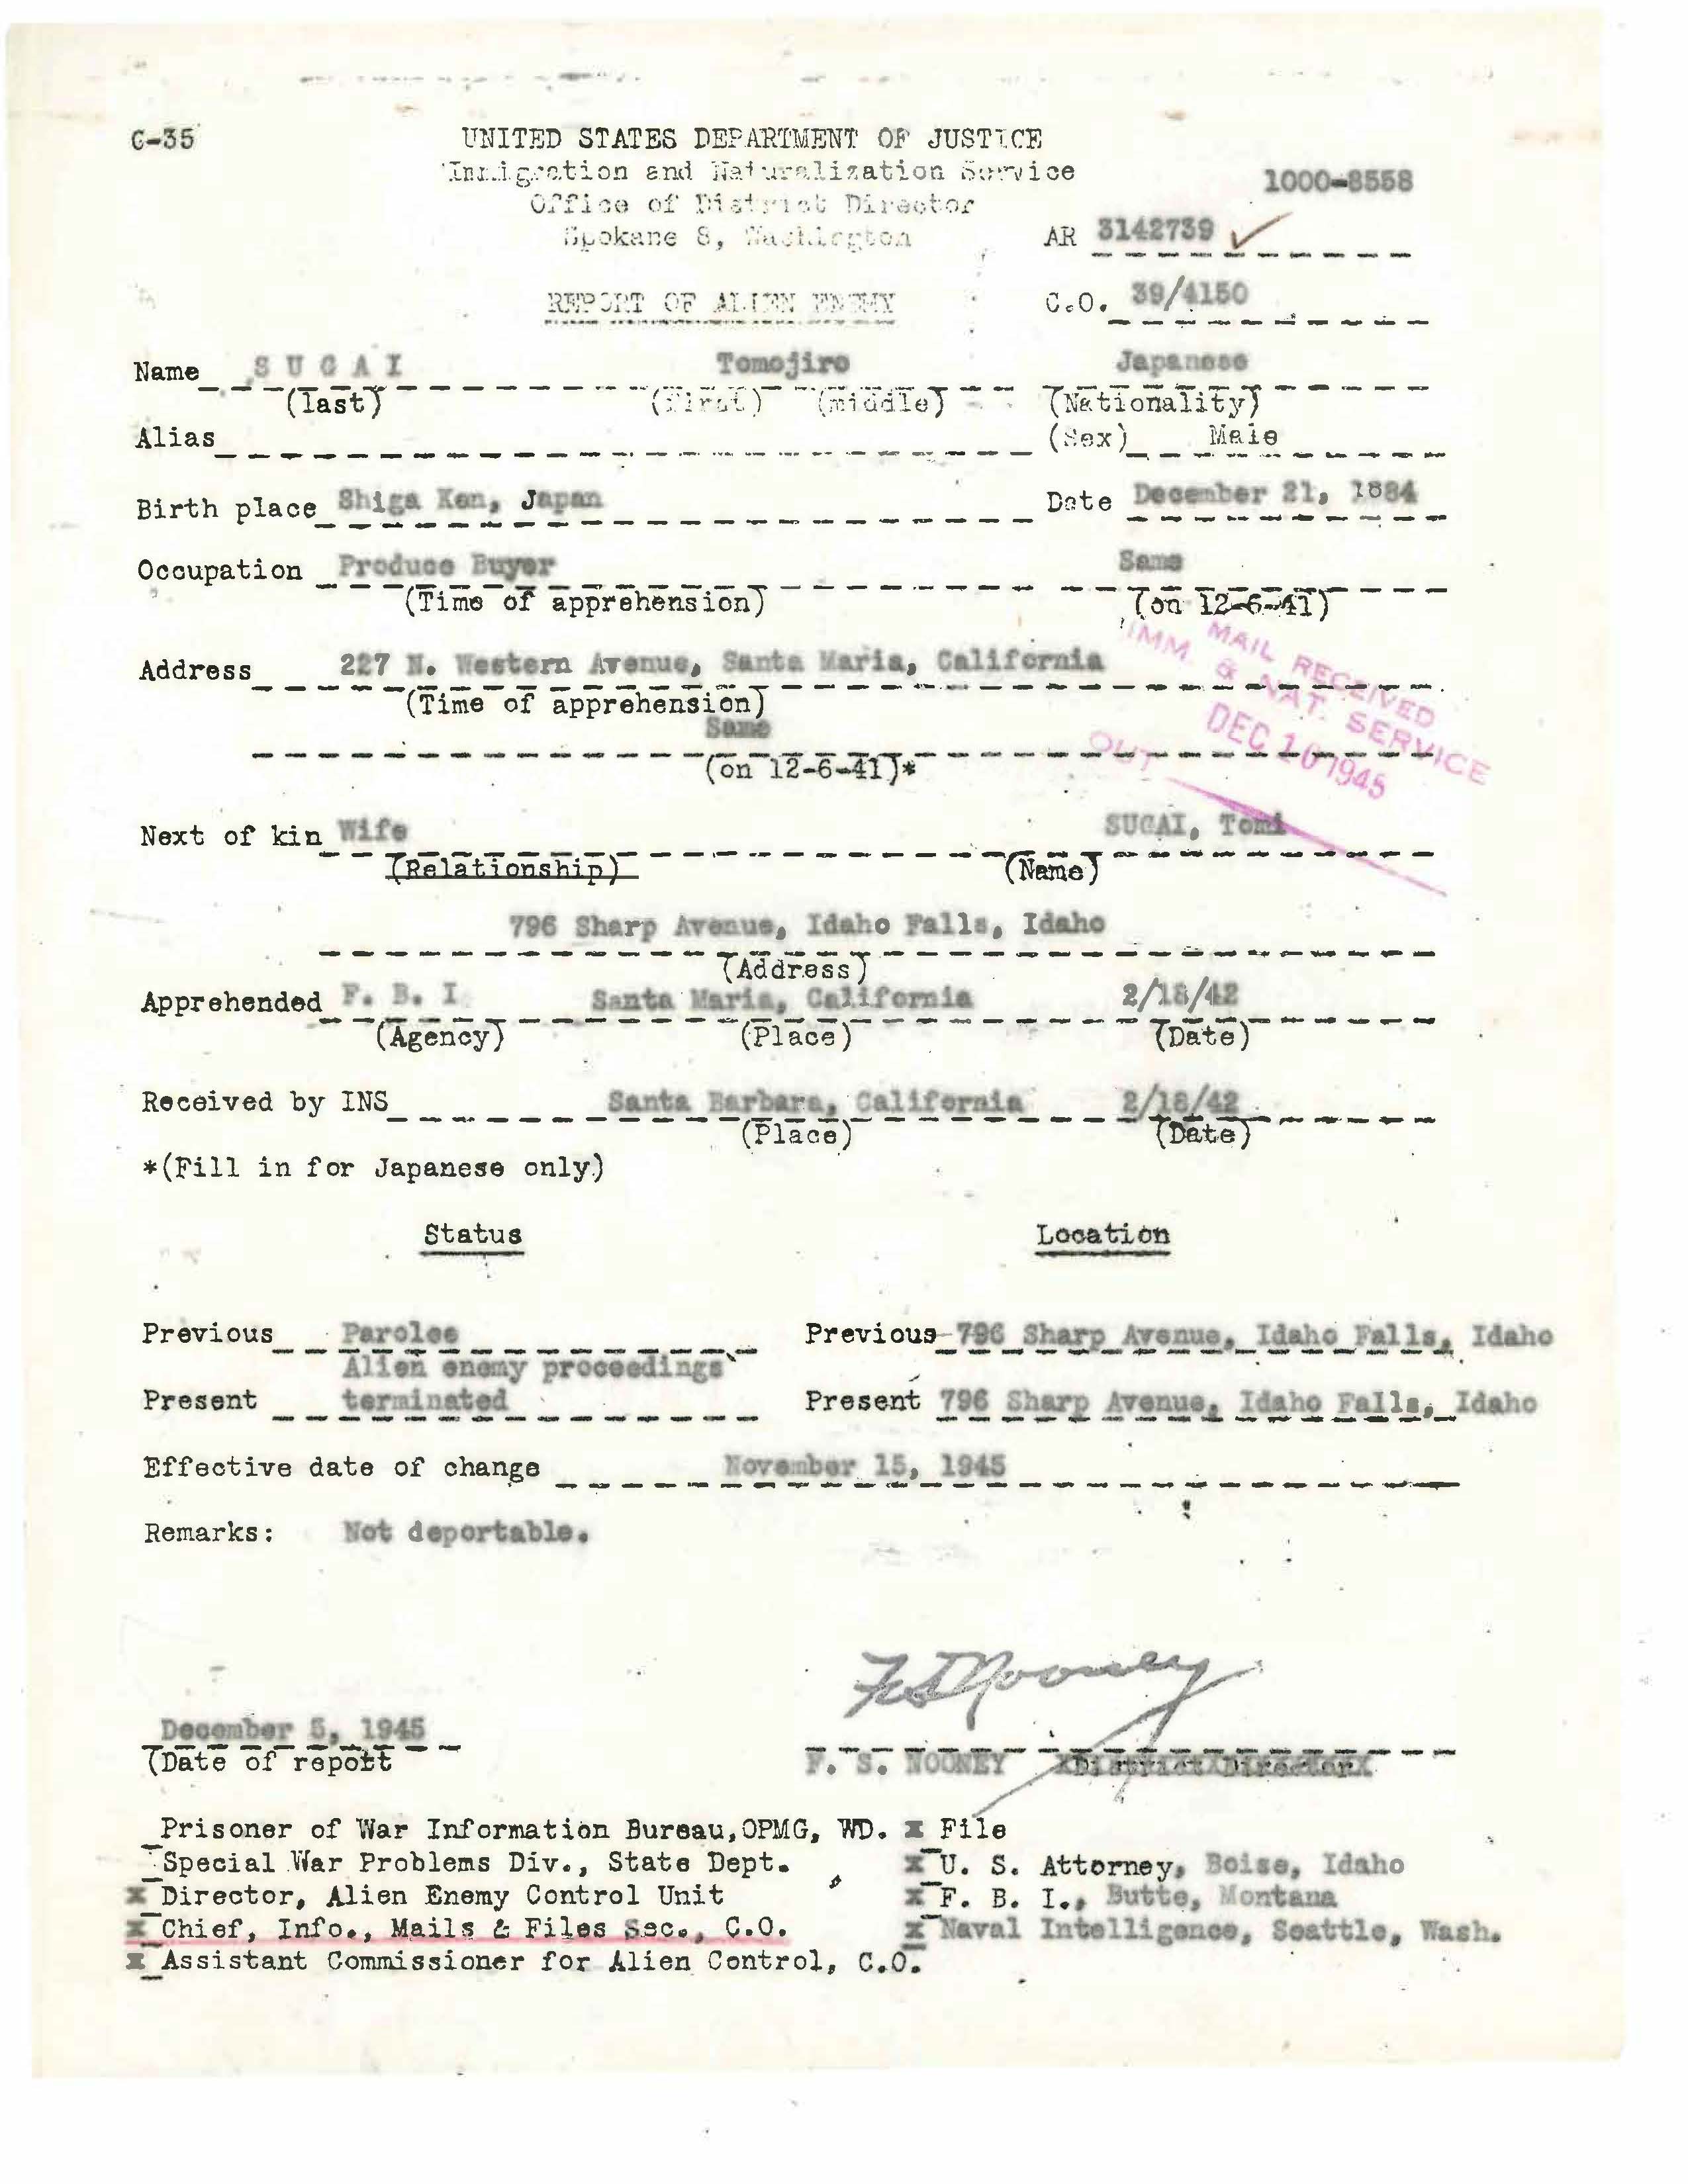 C-35
UNITED STATES DEPARTMENT OF JUSTICE
Immigration and Naturalization Service
1000-8558
Office of District Director
Spokane 8, Washington
AR 3142739
REPORT OF ALIEN ENEMY
C.O. 39/4150
Name SUGAI Tomojiro Japanese
(last) (first) (middle) (Nationality)
Alias (Sex) Male
Birth place Shiga Ken, Japan Date December 21, 1884
Occupation Produce Buyer Same
(Time of apprehension) (on 12-6-41)
MAIL RECEIVED
IMM. & NAT. SERVICE
DEC 10 1945
OUT
Address 227 N. Western Avenue, Santa Maria, California
(Time of apprehension)
Same
(on 12-6-41)*
Next of kin Wife SUGAI, Tomi
(Relationship) (Name)
796 Sharp Avenue, Idaho Falls, Idaho
(Address)
Apprehended F. B. I Santa Maria, California 2/18/42
(Agency) (Place) (Date)
Received by INS Santa Barbara, California 2/18/42
(Place) (Date)
*(Fill in for Japanese only)
Status Location
Previous Parolee Previous 796 Sharp Avenue, Idaho Falls, Idaho
Alien enemy proceedings
Present terminated Present 796 Sharp Avenue, Idaho Falls, Idaho
Effective date of change November 15, 1945
Remarks: Not deportable.
FSNooney
December 5, 1945
(Date of repott F. S. NOONEY District Director
Prisoner of War Information Bureau,OPMG, WD. x File
Special War Problems Div., State Dept. x U. S. Attorney, Boise, Idaho
x Director, Alien Enemy Control Unit x F. B. I., Butte, Montana
x Chief, Info., Mails & Files Sec., C.O. x Naval Intelligence, Seattle, Wash.
x Assistant Commissioner for Alien Control, C.O.